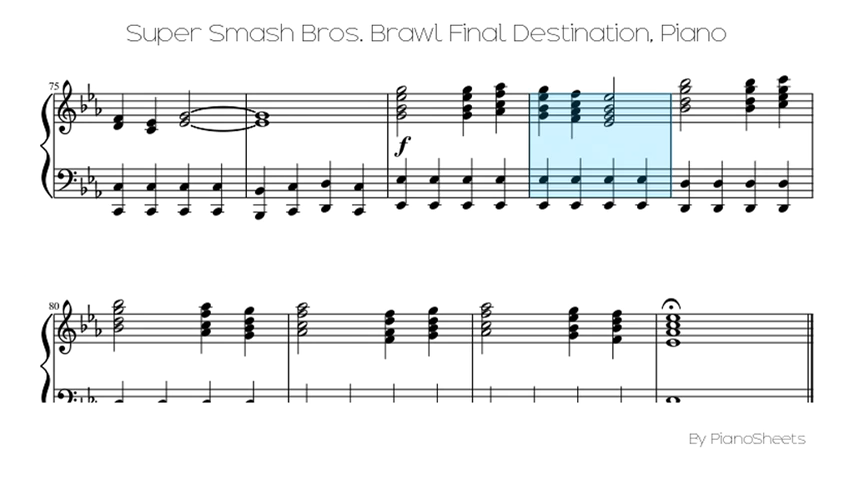 Super Smash Bros. Brawl Final Destination, Piano
75
f
80
By PianoSheets